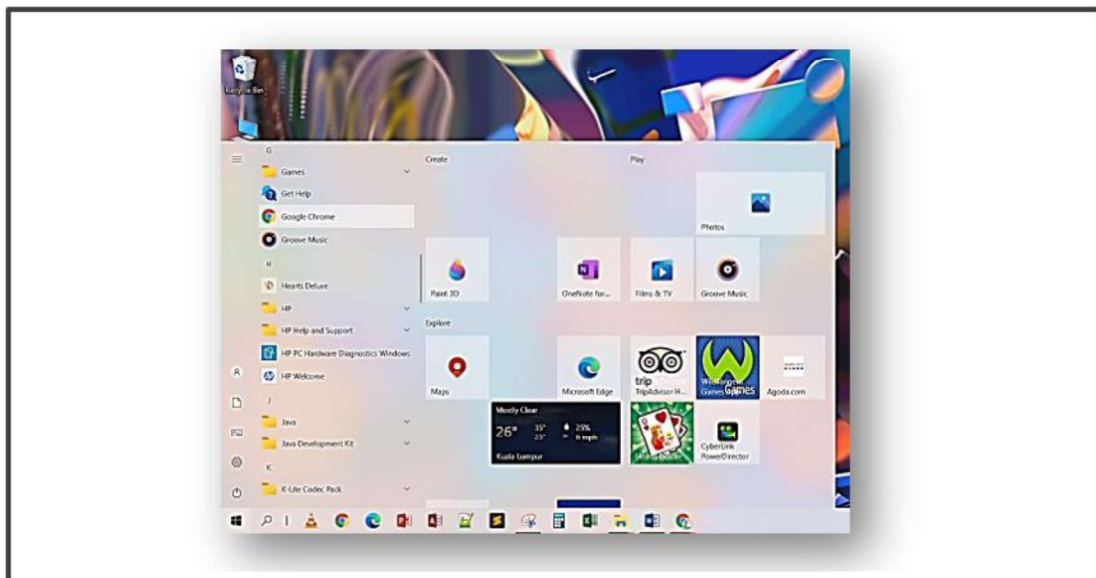 Recycle Bin
G
Games
Get Help
Google Chrome
Groove Music
H
Hearts Deluxe
HP
HP Help and Support
HP PC Hardware Diagnostics Windows
HP Welcome
J
Java
Java Development Kit
K
K-Lite Codec Pack
Create
Play
Photos
Paint 3D
OneNote for...
Films & TV
Groove Music
Explore
Maps
Microsoft Edge
trip
TripAdvisor H...
Games
Agoda.com
Mostly Clear
26° 35° 25%
23° 6 mph
Kuala Lumpur
CyberLink
PowerDirector